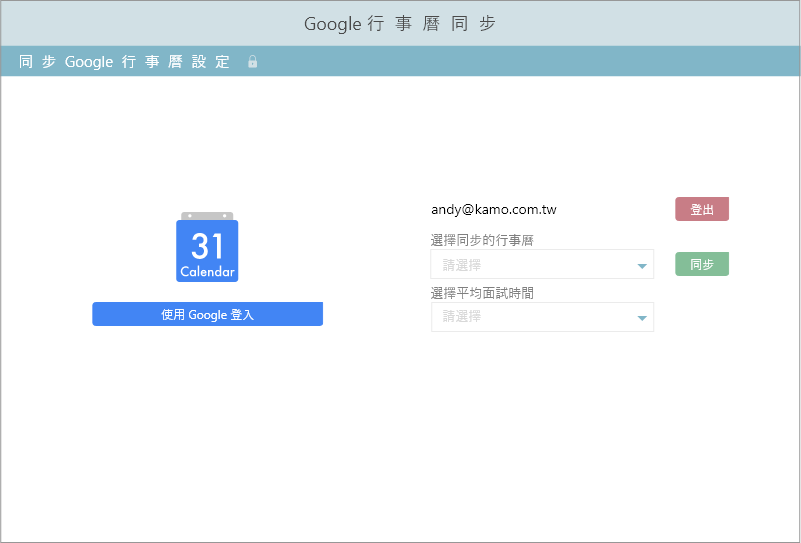 Google 行事曆同步
同步 Google 行事曆設定
31
Calendar
使用 Google 登入
andy@kamo.com.tw
登出
選擇同步的行事曆
請選擇
同步
選擇平均面試時間
請選擇